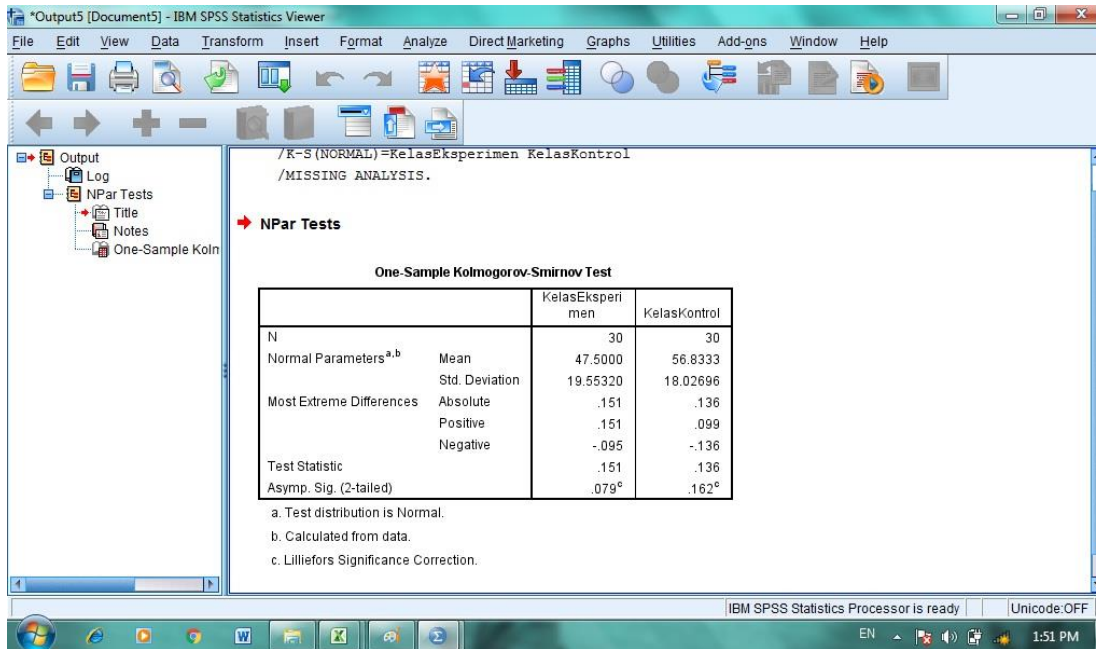 *Output5 [Document5] - IBM SPSS Statistics Viewer
File Edit View Data Transform Insert Format Analyze Direct Marketing Graphs Utilities Add-ons Window Help
Output
Log
NPar Tests
Title
Notes
One-Sample Kolm
/K-S(NORMAL)=KelasEksperimen KelasKontrol
/MISSING ANALYSIS.
NPar Tests
One-Sample Kolmogorov-Smirnov Test
KelasEksperi
men KelasKontrol
N 30 30
Normal Parameters a,b Mean 47.5000 56.8333
Std. Deviation 19.55320 18.02696
Most Extreme Differences Absolute .151 .136
Positive .151 .099
Negative -.095 -.136
Test Statistic .151 .136
Asymp. Sig. (2-tailed) .079c .162c
a. Test distribution is Normal.
b. Calculated from data.
c. Lilliefors Significance Correction.
IBM SPSS Statistics Processor is ready Unicode:OFF
EN 1:51 PM